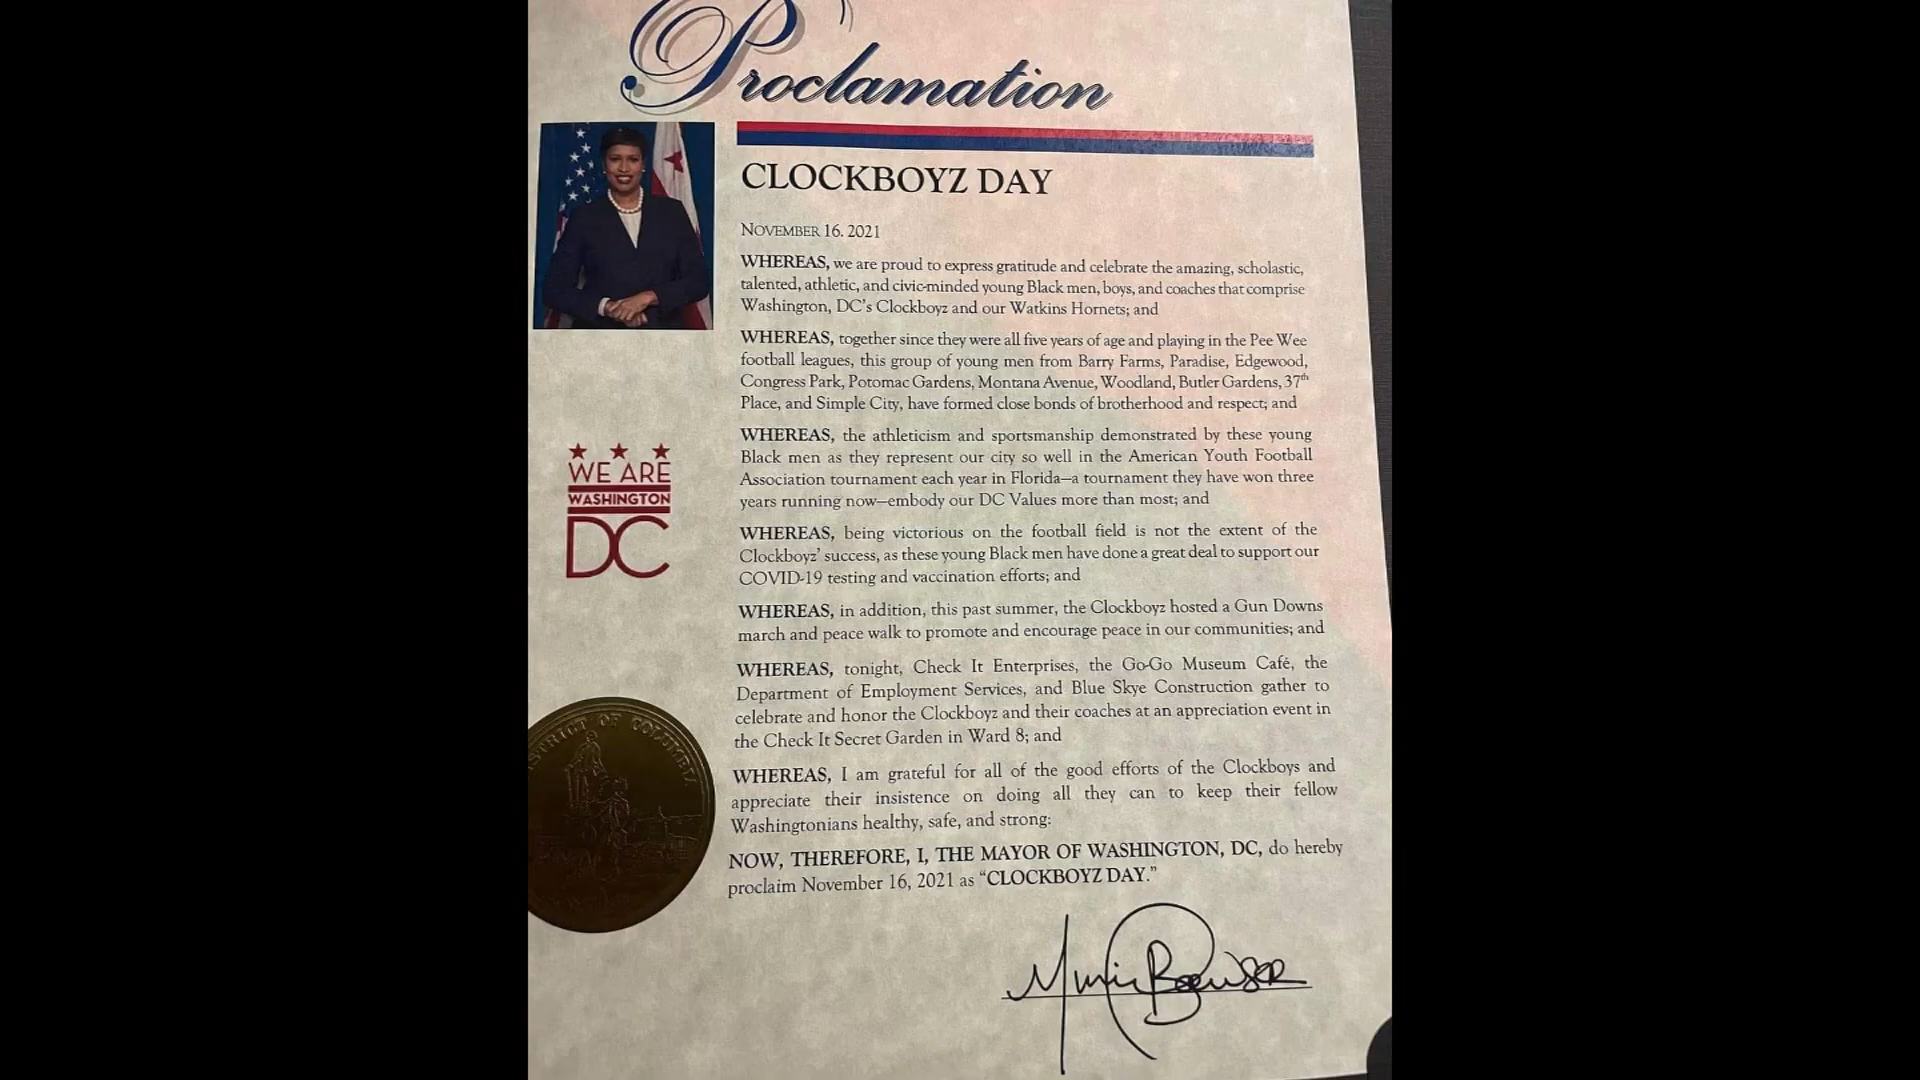 Proclamation
CLOCKBOYZ DAY
NOVEMBER 16. 2021
WHEREAS, we are proud to express gratitude and celebrate the amazing, scholastic,
talented, athletic, and civic-minded young Black men, boys, and coaches that comprise
Washington, DC's Clockboyz and our Watkins Hornets; and
WHEREAS, together since they were all five years of age and playing in the Pee Wee
football leagues, this group of young men from Barry Farms, Paradise, Edgewood,
Congress Park, Potomac Gardens, Montana Avenue, Woodland, Butler Gardens, 37th
Place, and Simple City, have formed close bonds of brotherhood and respect; and
WHEREAS, the athleticism and sportsmanship demonstrated by these young
Black men as they represent our city so well in the American Youth Football
Association tournament each year in Florida—a tournament they have won three
years running now—embody our DC Values more than most; and
WHEREAS, being victorious on the football field is not the extent of the
Clockboyz' success, as these young Black men have done a great deal to support our
COVID-19 testing and vaccination efforts; and
WHEREAS, in addition, this past summer, the Clockboyz hosted a Gun Downs
march and peace walk to promote and encourage peace in our communities; and
WHEREAS, tonight, Check It Enterprises, the Go-Go Museum Café, the
Department of Employment Services, and Blue Skye Construction gather to
celebrate and honor the Clockboyz and their coaches at an appreciation event in
the Check It Secret Garden in Ward 8; and
WHEREAS, I am grateful for all of the good efforts of the Clockboys and
appreciate their insistence on doing all they can to keep their fellow
Washingtonians healthy, safe, and strong:
NOW, THEREFORE, I, THE MAYOR OF WASHINGTON, DC, do hereby
proclaim November 16, 2021 as “CLOCKBOYZ DAY.”
Muriel Bowser
WE ARE
WASHINGTON
DC
DISTRICT OF COLUMBIA